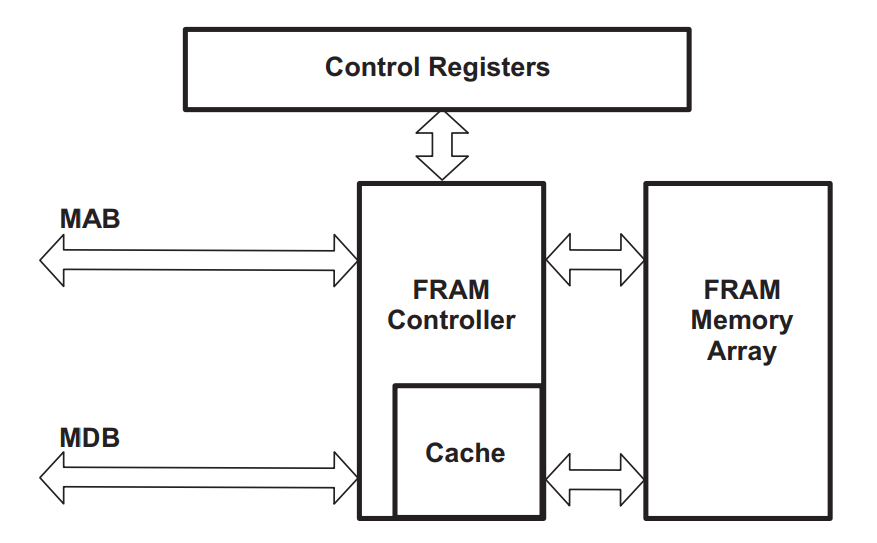 Control Registers
MAB
FRAM
Controller
FRAM
Memory
Array
MDB
Cache